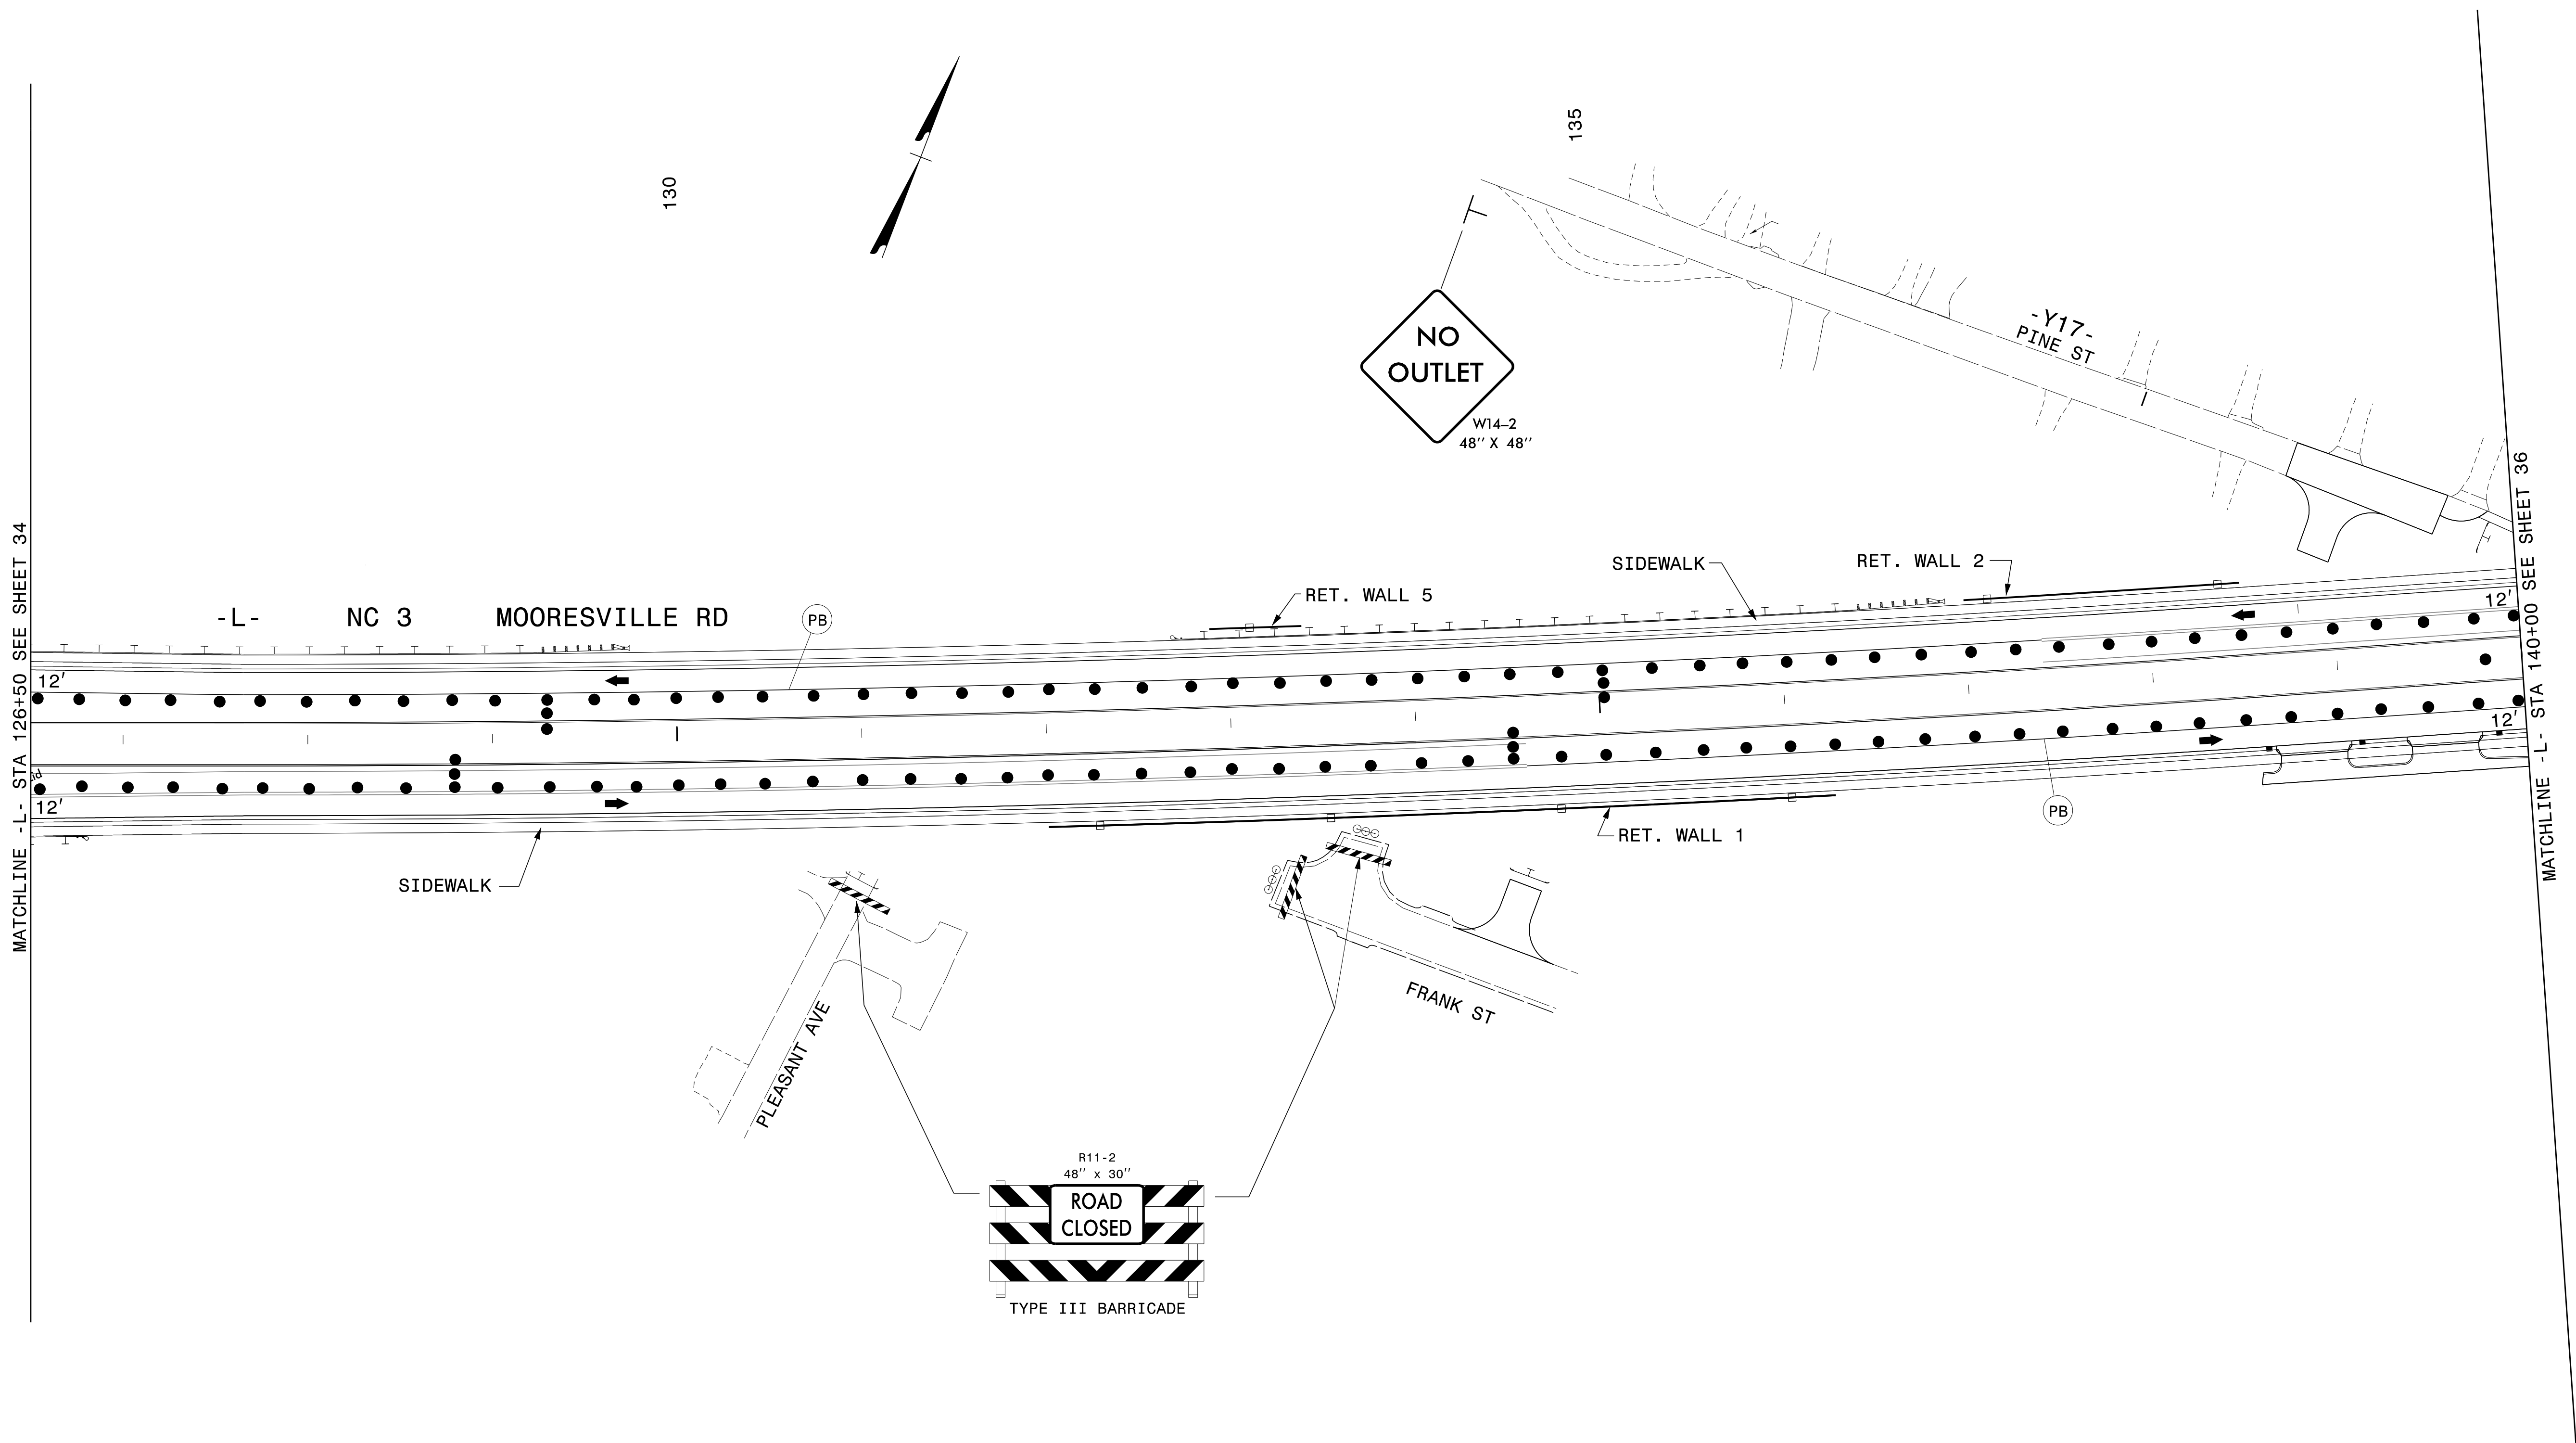 135
130
NO
OUTLET
W14-2
48'' X 48''
-Y17-
PINE ST
MATCHLINE -L- STA 126+50 SEE SHEET 34
MATCHLINE -L- STA 140+00 SEE SHEET 36
SIDEWALK
RET. WALL 2
RET. WALL 5
-L- NC 3 MOORESVILLE RD
PB
12'
12'
12'
12'
PB
RET. WALL 1
SIDEWALK
FRANK ST
PLEASANT AVE
R11-2
48'' x 30''
ROAD
CLOSED
TYPE III BARRICADE